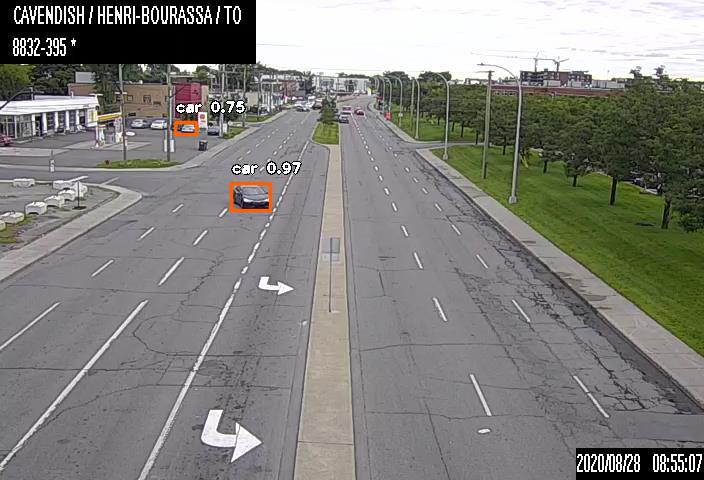 CAVENDISH / HENRI-BOURASSA / TO
8832-395 *
car 0.75
car 0.97
2020/08/28 08:55:07